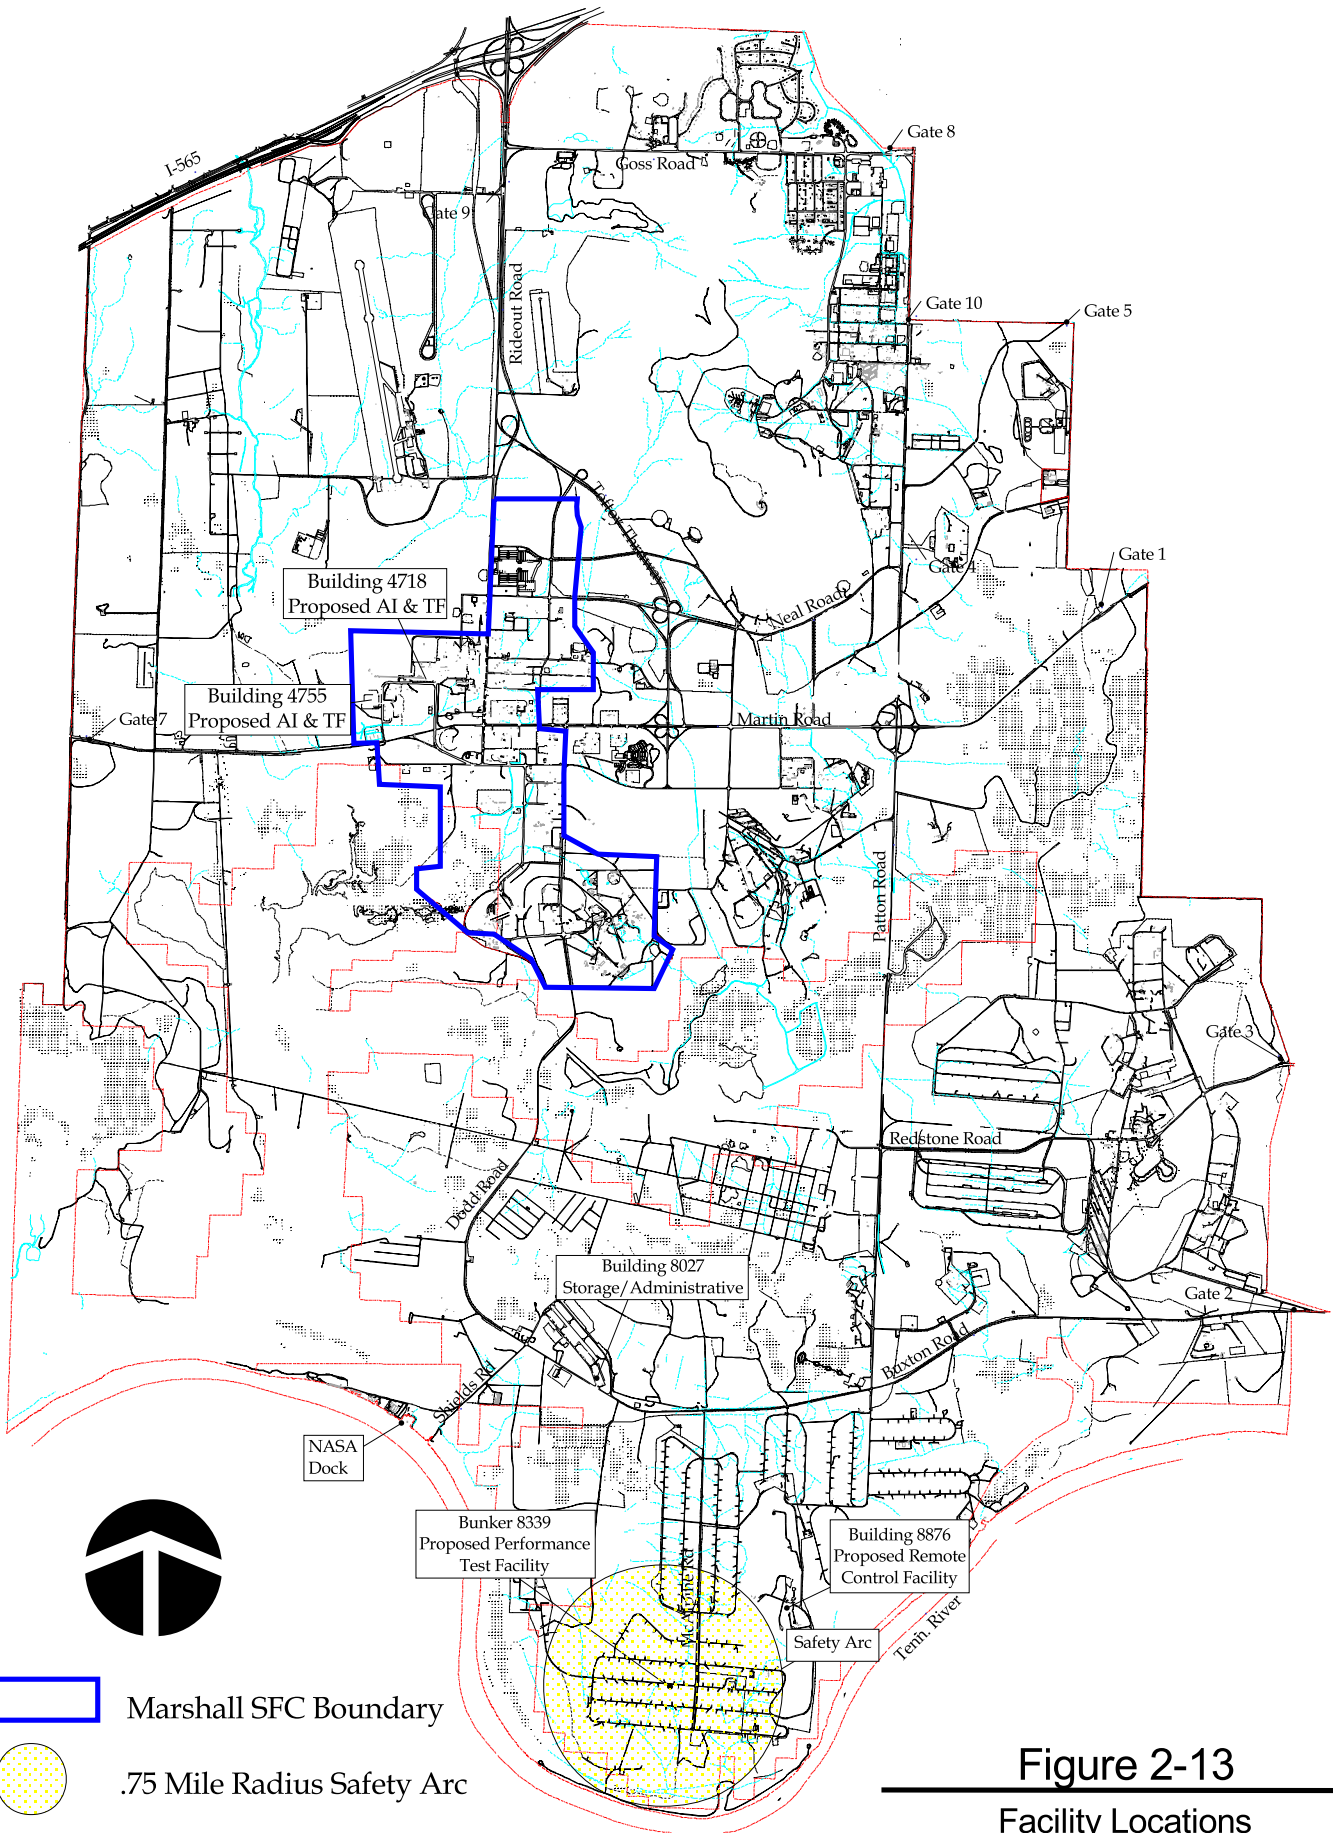 I-565
Gate 8
Goss Road
Gate 9
Rideout Road
Gate 10
Gate 5
Toftoy Thruway
Gate 1
Gate 4
Building 4718
Proposed AI & TF
Neal Road
Building 4755
Proposed AI & TF
Gate 7
Martin Road
Patton Road
Gate 3
Redstone Road
Dodd Road
Building 8027
Storage/Administrative
Gate 2
Buxton Road
Shields Rd
NASA
Dock
Bunker 8339
Proposed Performance
Test Facility
Building 8876
Proposed Remote
Control Facility
McAlpine Rd
Safety Arc
Tenn. River
Marshall SFC Boundary
.75 Mile Radius Safety Arc
Figure 2-13
Facility Locations